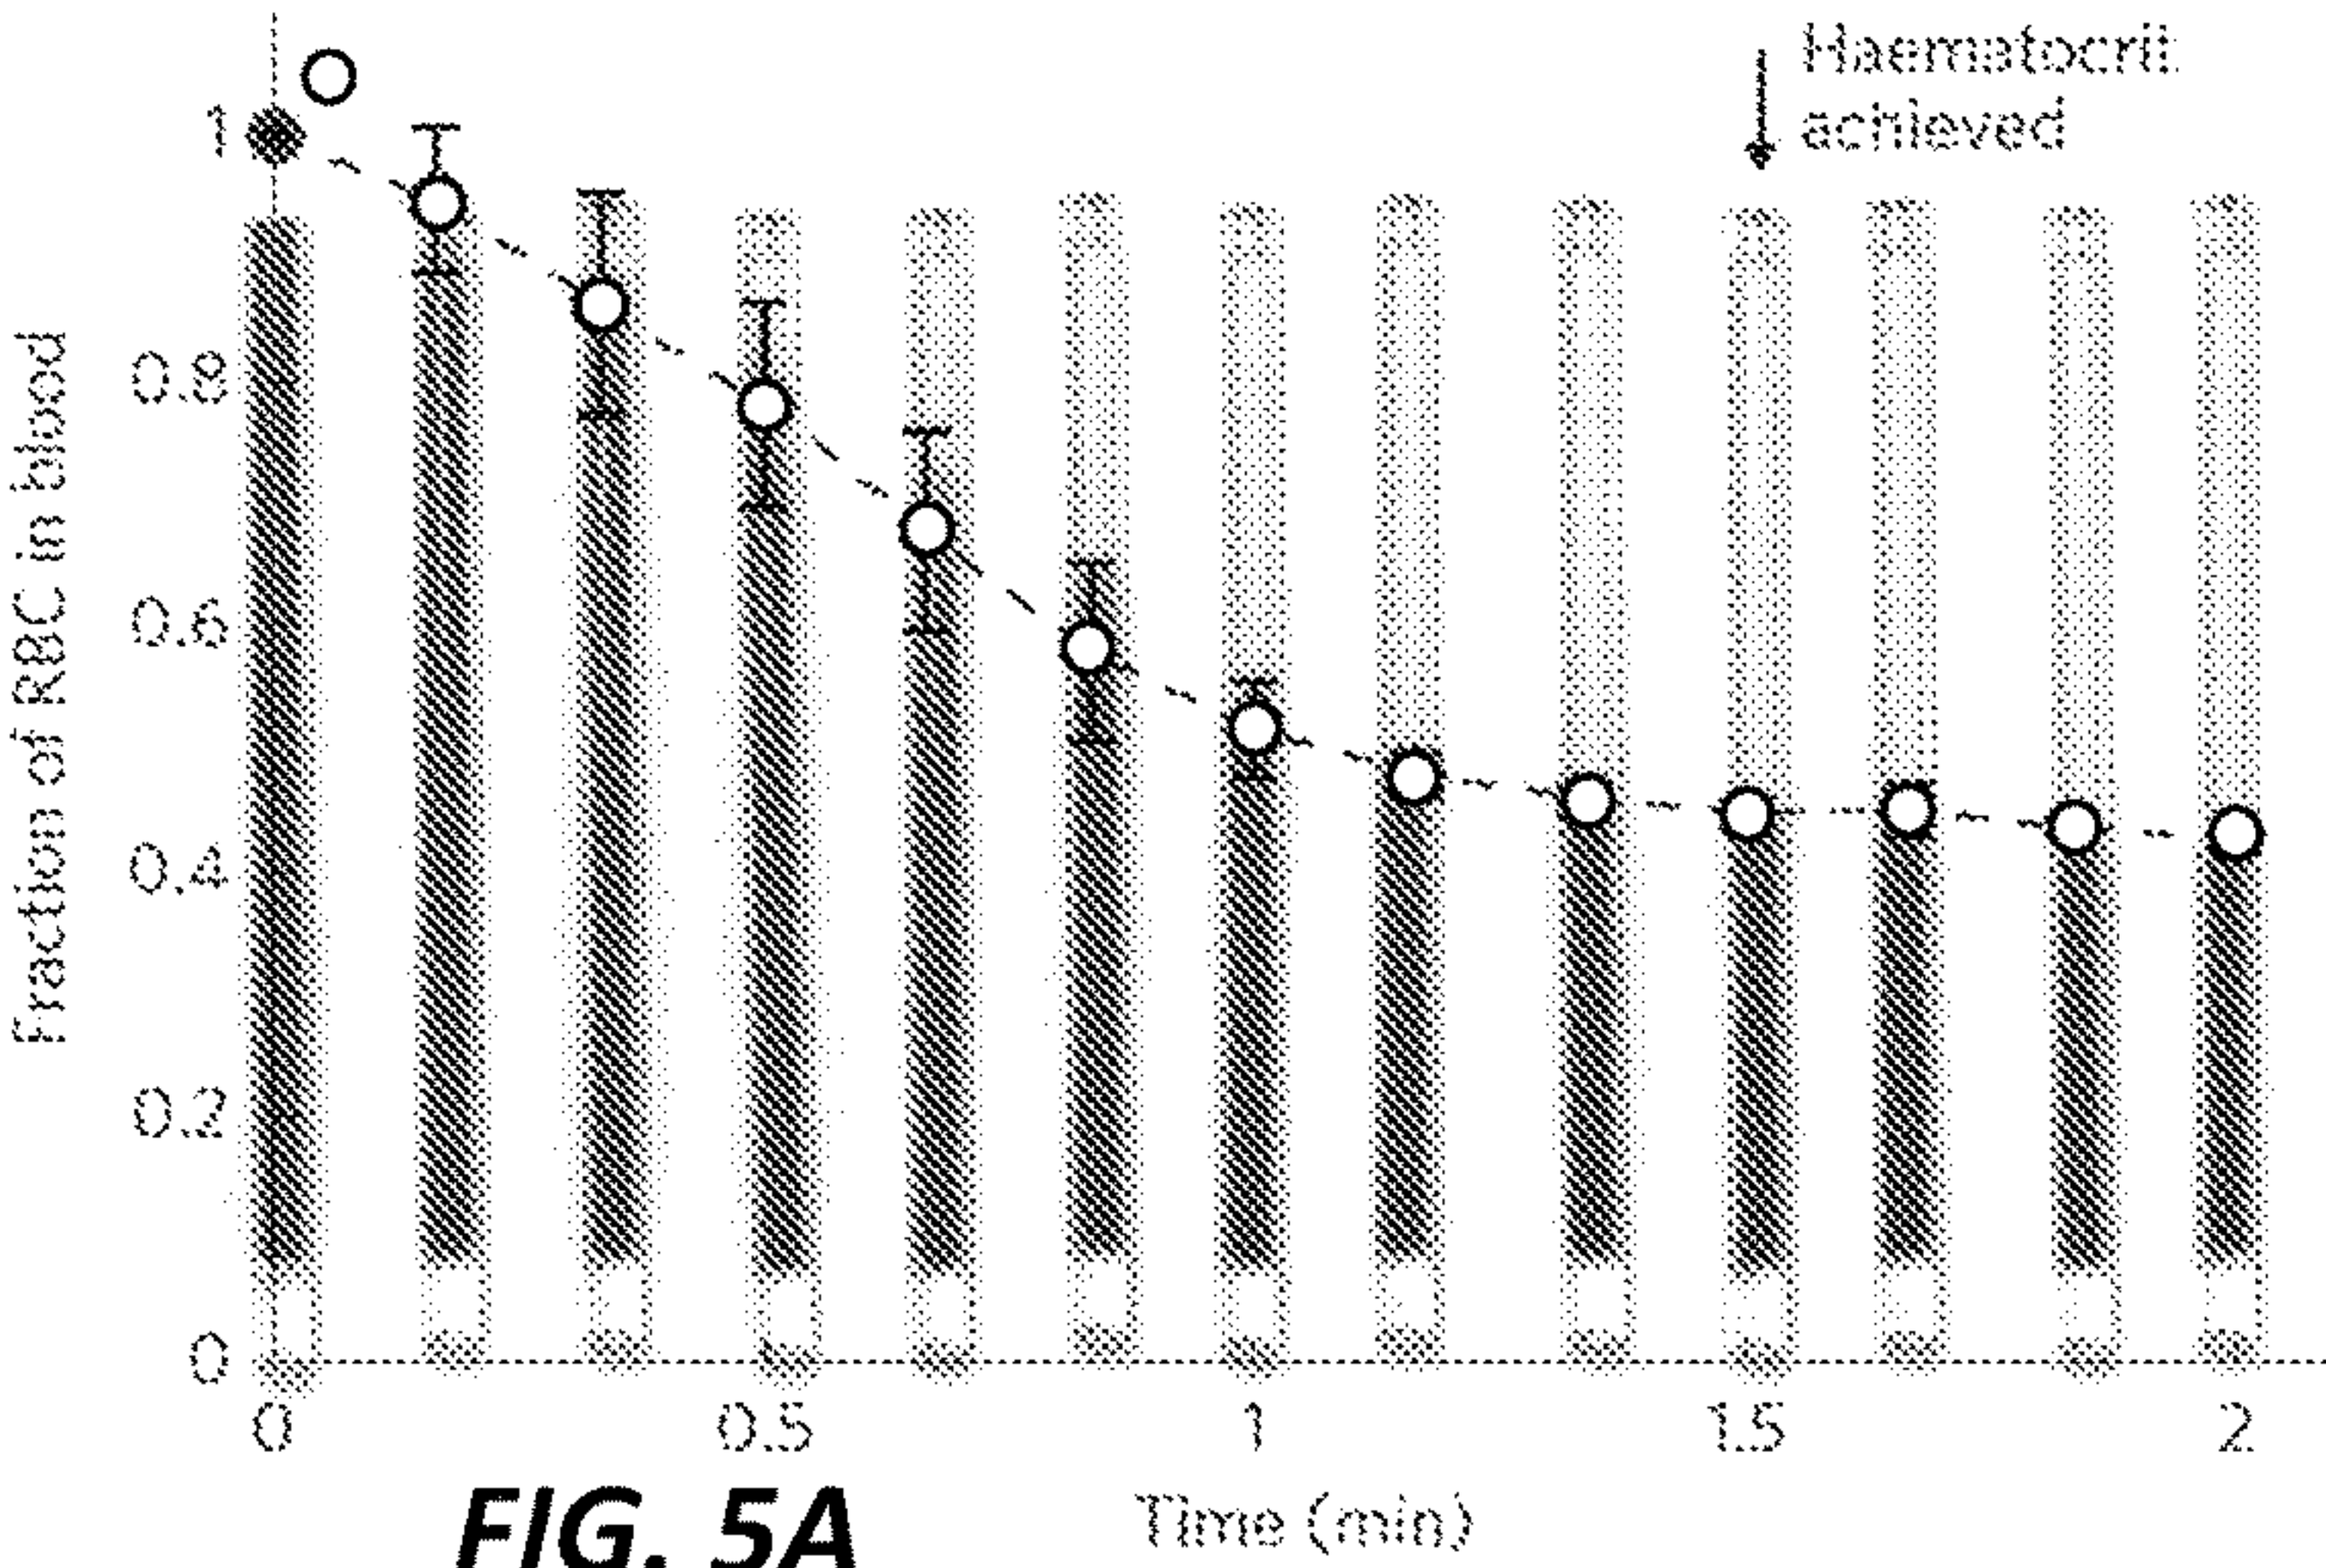 Haematocrit
achieved
Fraction of RBC in blood
1
0.8
0.6
0.4
0.2
0
0 0.5 1 1.5 2
Time (min)
FIG. 5A